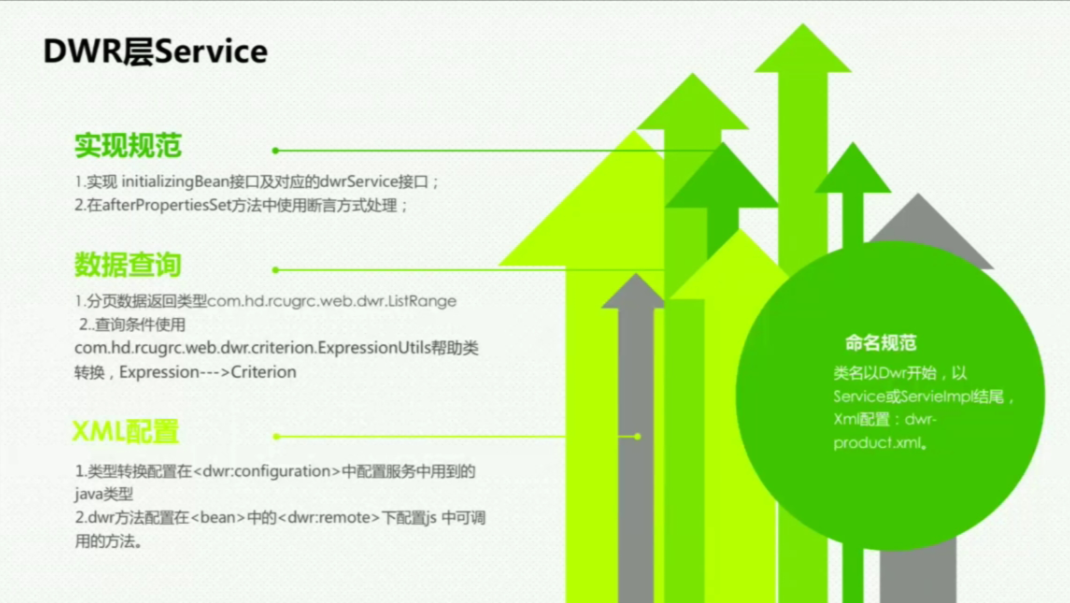 DWR层Service
实现规范
1.实现 initializingBean接口及对应的dwrService接口；
2.在afterPropertiesSet方法中使用断言方式处理；
数据查询
1.分页数据返回类型com.hd.rcugrc.web.dwr.ListRange
2..查询条件使用
com.hd.rcugrc.web.dwr.criterion.ExpressionUtils帮助类
转换，Expression--->Criterion
XML配置
1.类型转换配置在<dwr:configuration>中配置服务中用到的
java类型
2.dwr方法配置在<bean>中的<dwr:remote>下配置js 中可调
用的方法。
命名规范
类名以Dwr开始，以
Service或ServieImpl结尾，
Xml配置：dwr-
product.xml。